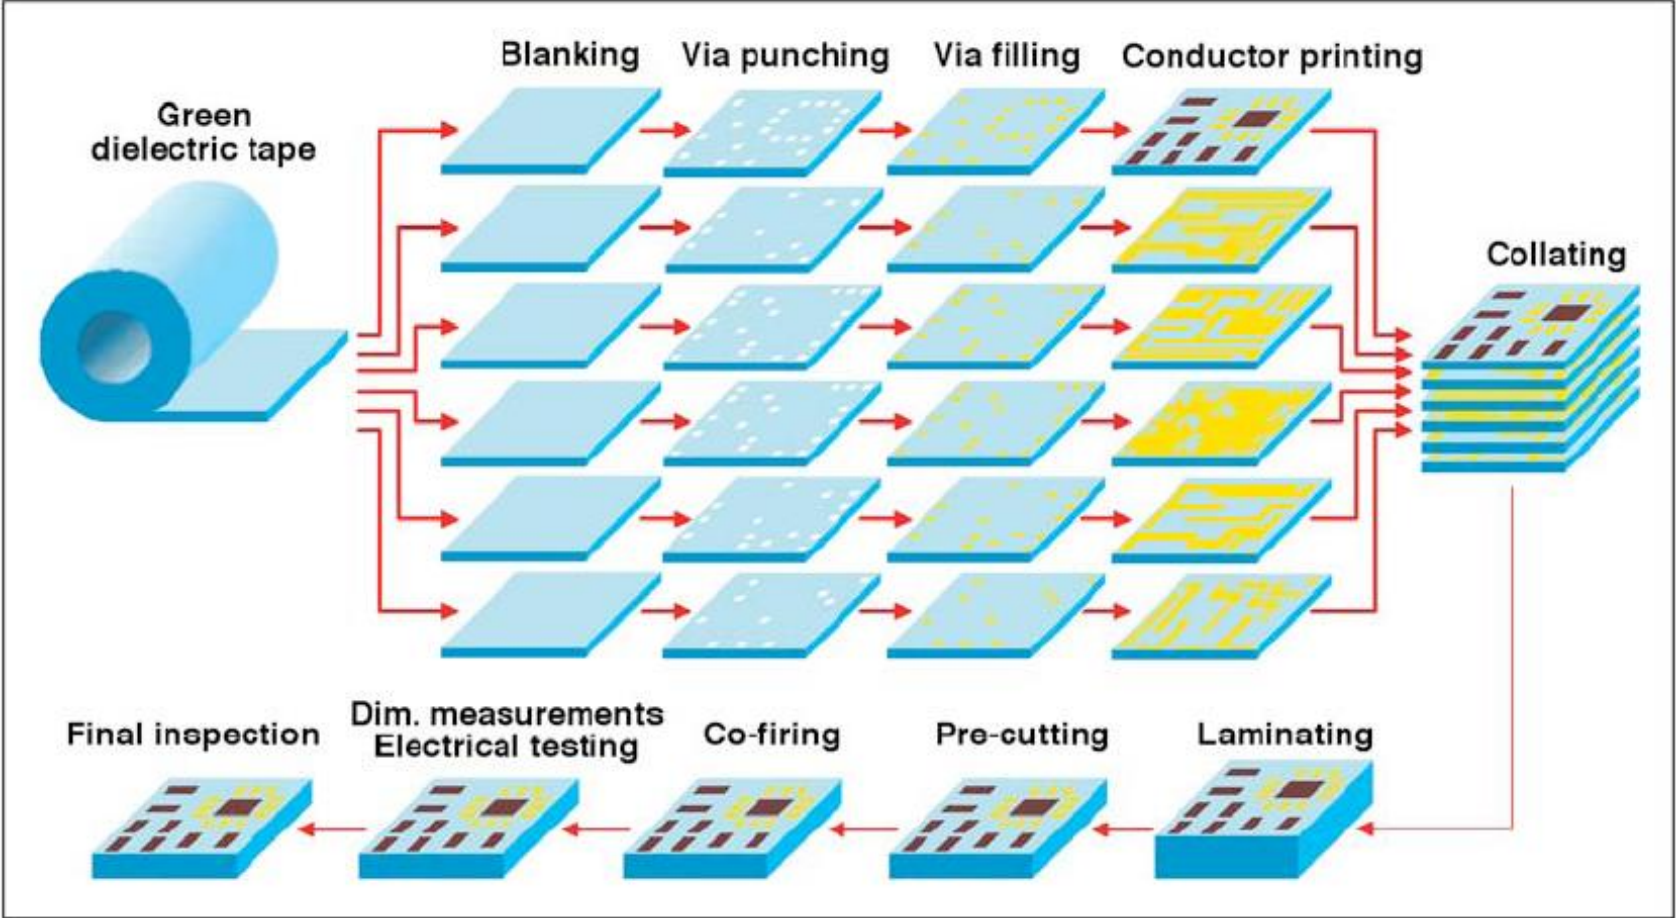 Blanking
Via punching
Via filling
Conductor printing
Green
dielectric tape
Collating
Final inspection
Dim. measurements
Electrical testing
Co-firing
Pre-cutting
Laminating